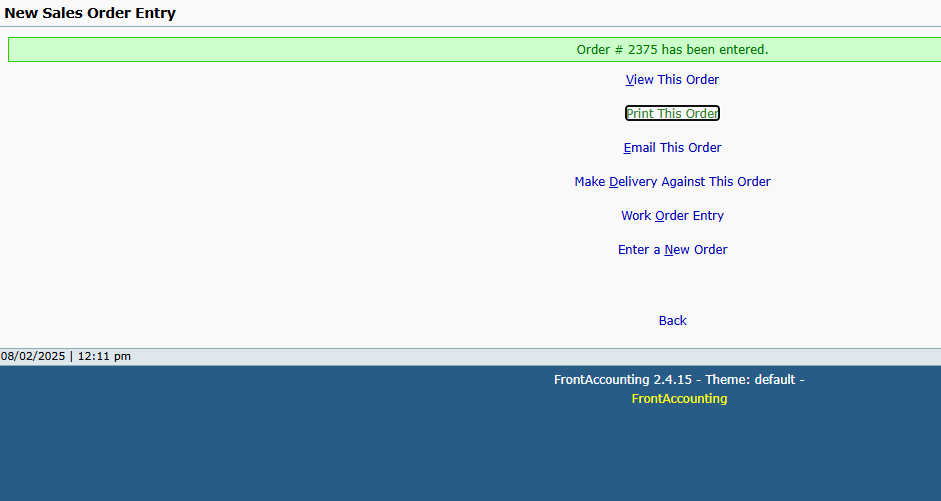 New Sales Order Entry
Order # 2375 has been entered.
View This Order
Print This Order
Email This Order
Make Delivery Against This Order
Work Order Entry
Enter a New Order
Back
08/02/2025 | 12:11 pm
FrontAccounting 2.4.15 - Theme: default -
FrontAccounting